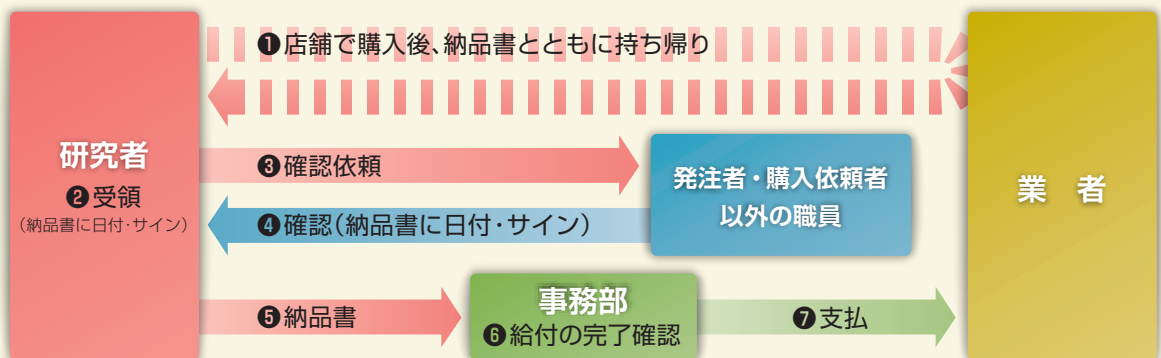 ❶店舗で購入後、納品書とともに持ち帰り
研究者
❷受領
(納品書に日付・サイン)
❸確認依頼
❹確認(納品書に日付・サイン)
発注者・購入依頼者
以外の職員
業 者
❺納品書
事務部
❻給付の完了確認
❼支払